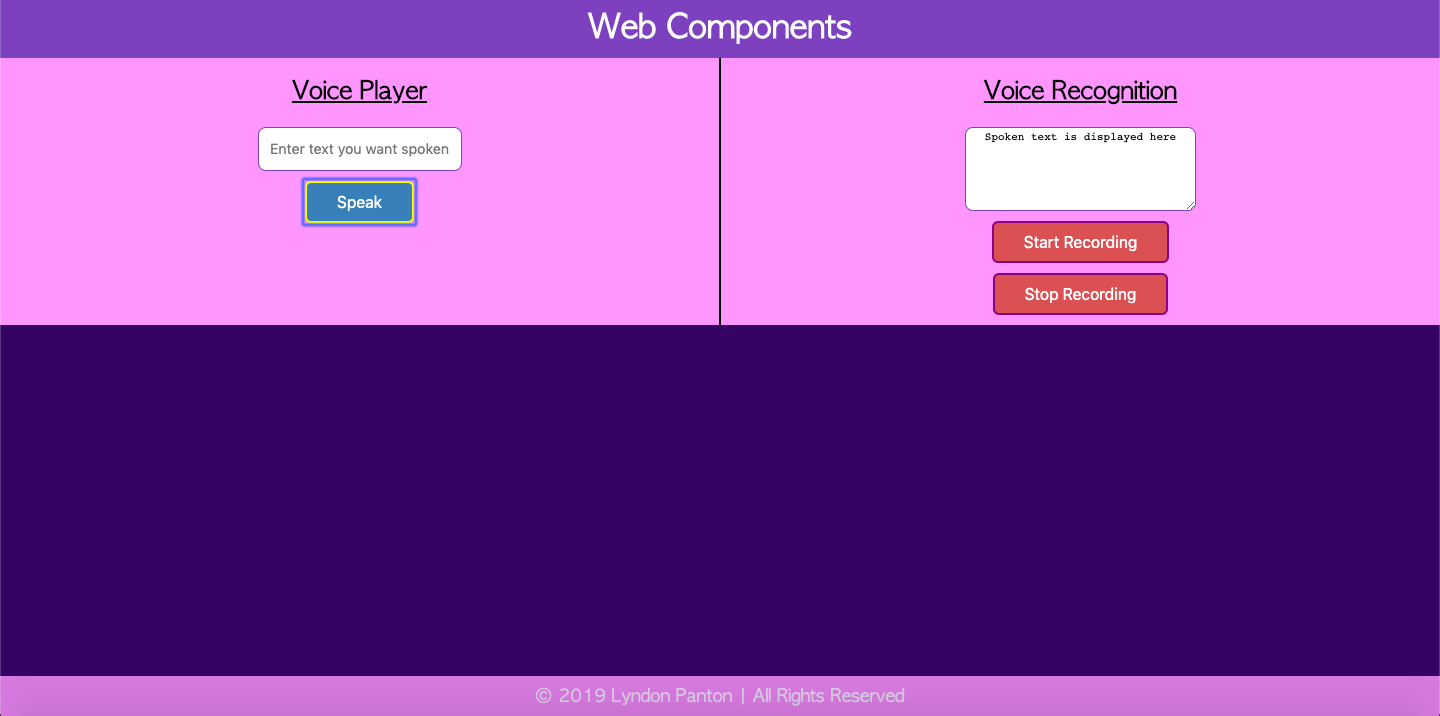 Web Components
Voice Player
Enter text you want spoken
Speak
Voice Recognition
Spoken text is displayed here
Start Recording
Stop Recording
© 2019 Lyndon Panton | All Rights Reserved